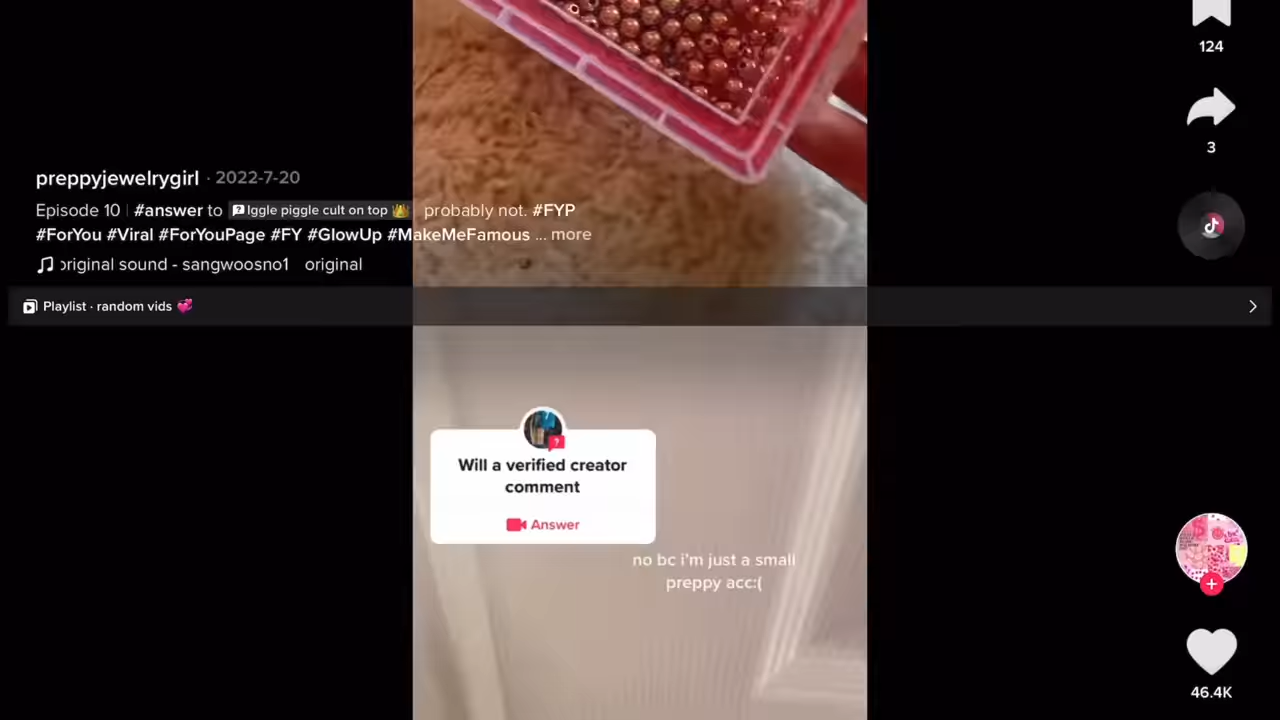 124
3
preppyjewelrygirl · 2022-7-20
Episode 10 | #answer to Iggle piggle cult on top 👑 probably not. #FYP
#ForYou #Viral #ForYouPage #FY #GlowUp #MakeMeFamous ... more
original sound - sangwoosno1 original
Playlist · random vids 💞
Will a verified creator
comment
Answer
no bc i'm just a small
preppy acc:(
46.4K